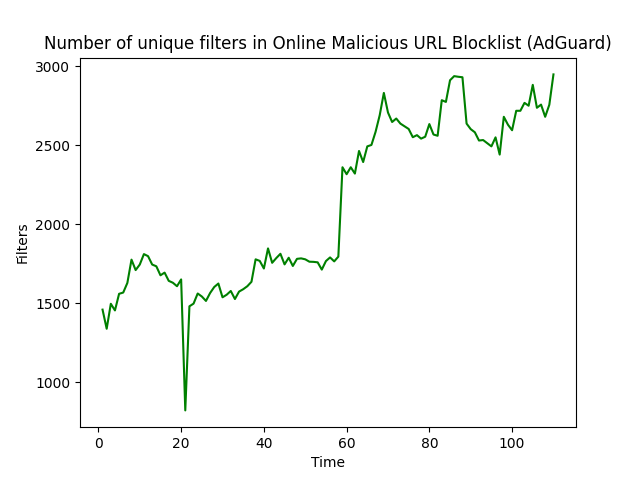 Number of unique filters in Online Malicious URL Blocklist (AdGuard)
3000
2500
2000
1500
1000
Filters
0 20 40 60 80 100
Time